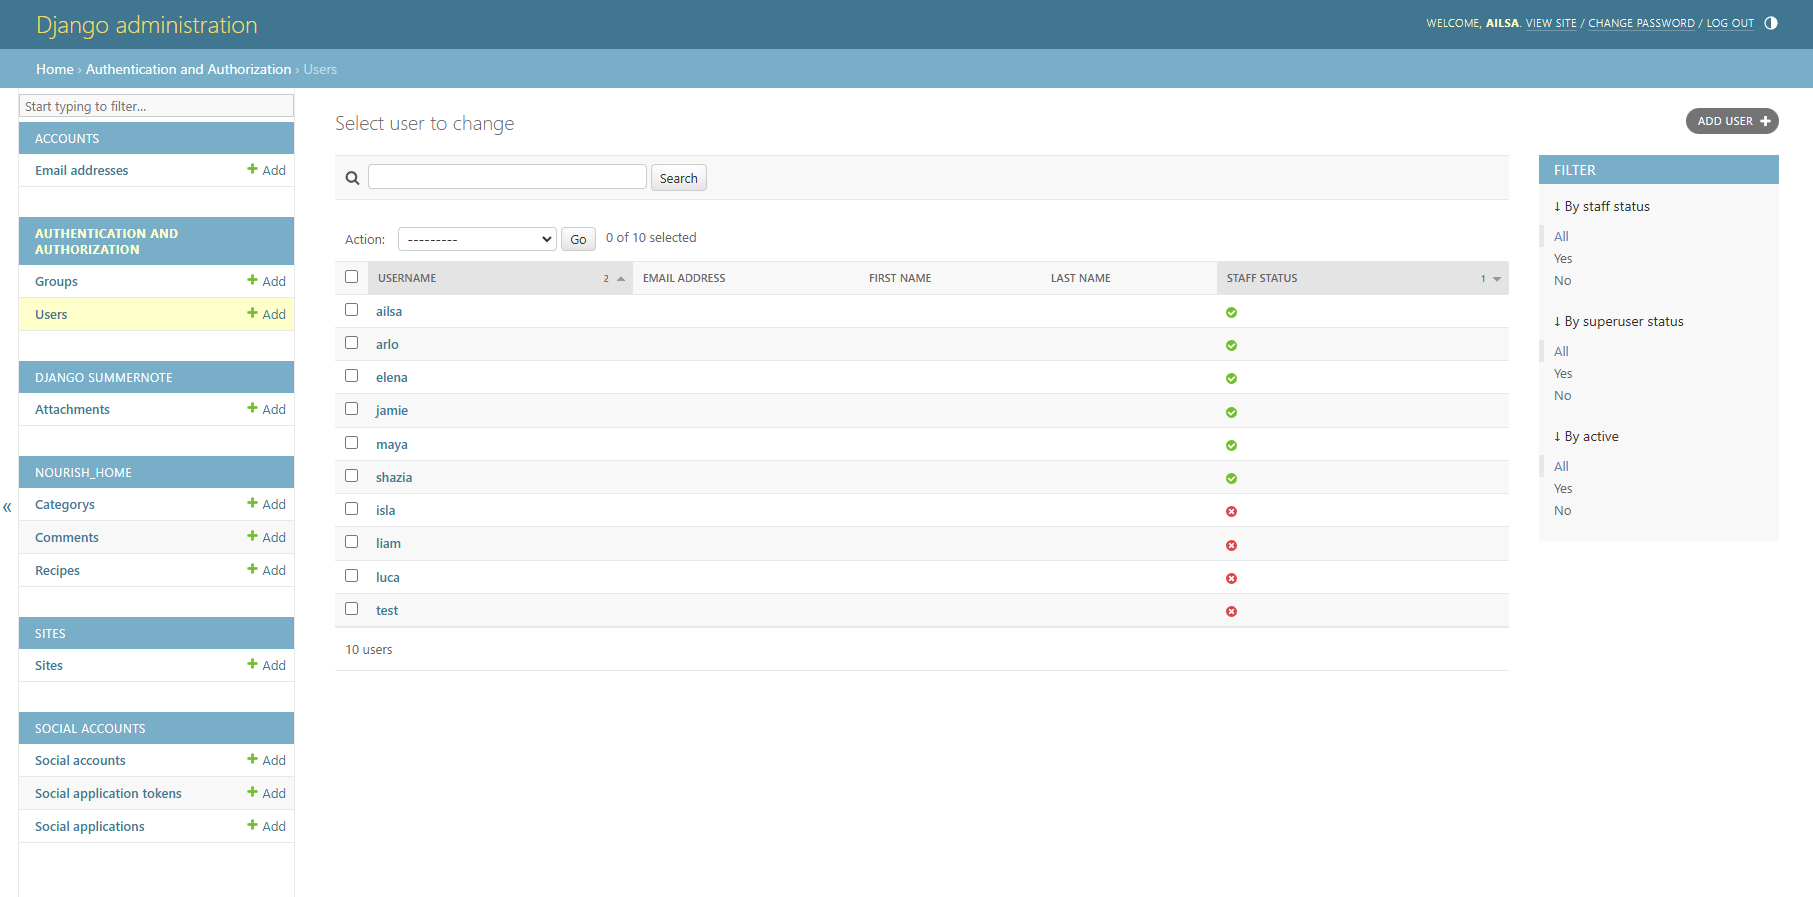 Django administration
WELCOME, AILSA. VIEW SITE / CHANGE PASSWORD / LOG OUT
Home › Authentication and Authorization › Users
Start typing to filter...
ACCOUNTS
Email addresses + Add
AUTHENTICATION AND
AUTHORIZATION
Groups + Add
Users + Add
DJANGO SUMMERNOTE
Attachments + Add
NOURISH_HOME
Categorys + Add
Comments + Add
Recipes + Add
SITES
Sites + Add
SOCIAL ACCOUNTS
Social accounts + Add
Social application tokens + Add
Social applications + Add
«
Select user to change
ADD USER +
Search
Action: --------- Go 0 of 10 selected
USERNAME 2 EMAIL ADDRESS FIRST NAME LAST NAME STAFF STATUS 1
ailsa
arlo
elena
jamie
maya
shazia
isla
liam
luca
test
10 users
FILTER
↓ By staff status
All
Yes
No
↓ By superuser status
All
Yes
No
↓ By active
All
Yes
No